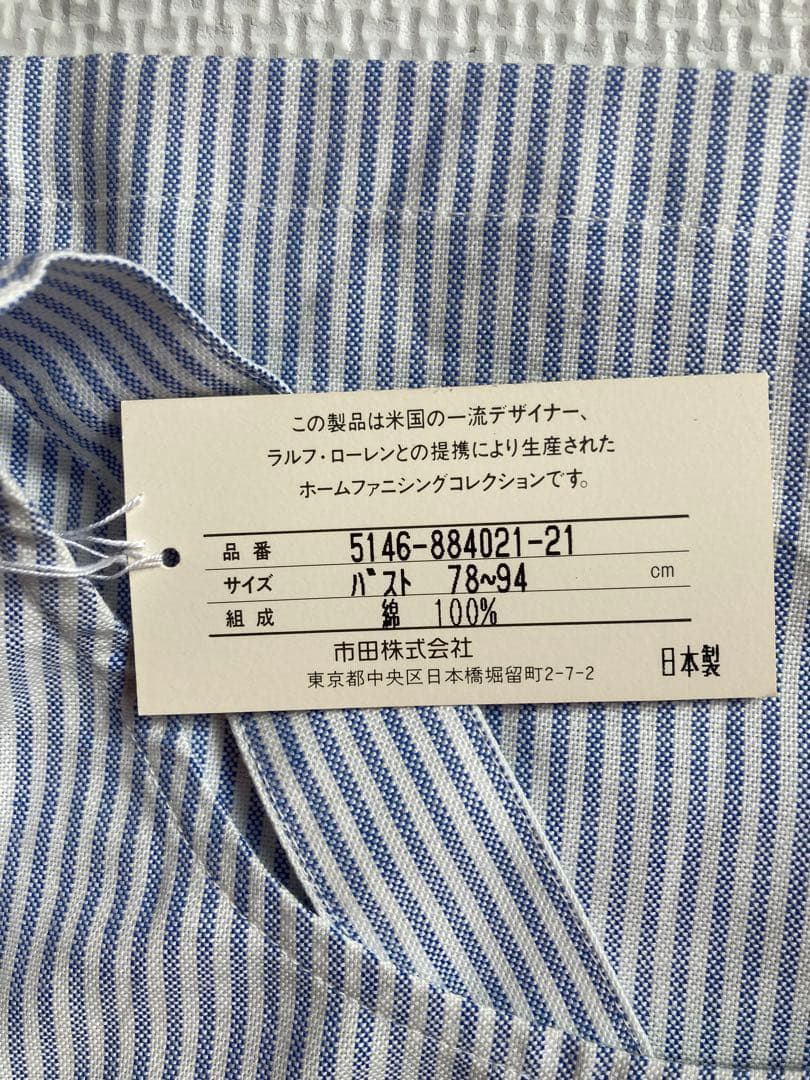 この製品は米国の一流デザイナー、
ラルフ・ローレンとの提携により生産された
ホームファニシングコレクションです。
品番 5146-884021-21
サイズ バスト 78~94 cm
組成 綿 100%
市田株式会社
東京都中央区日本橋堀留町2-7-2
日本製